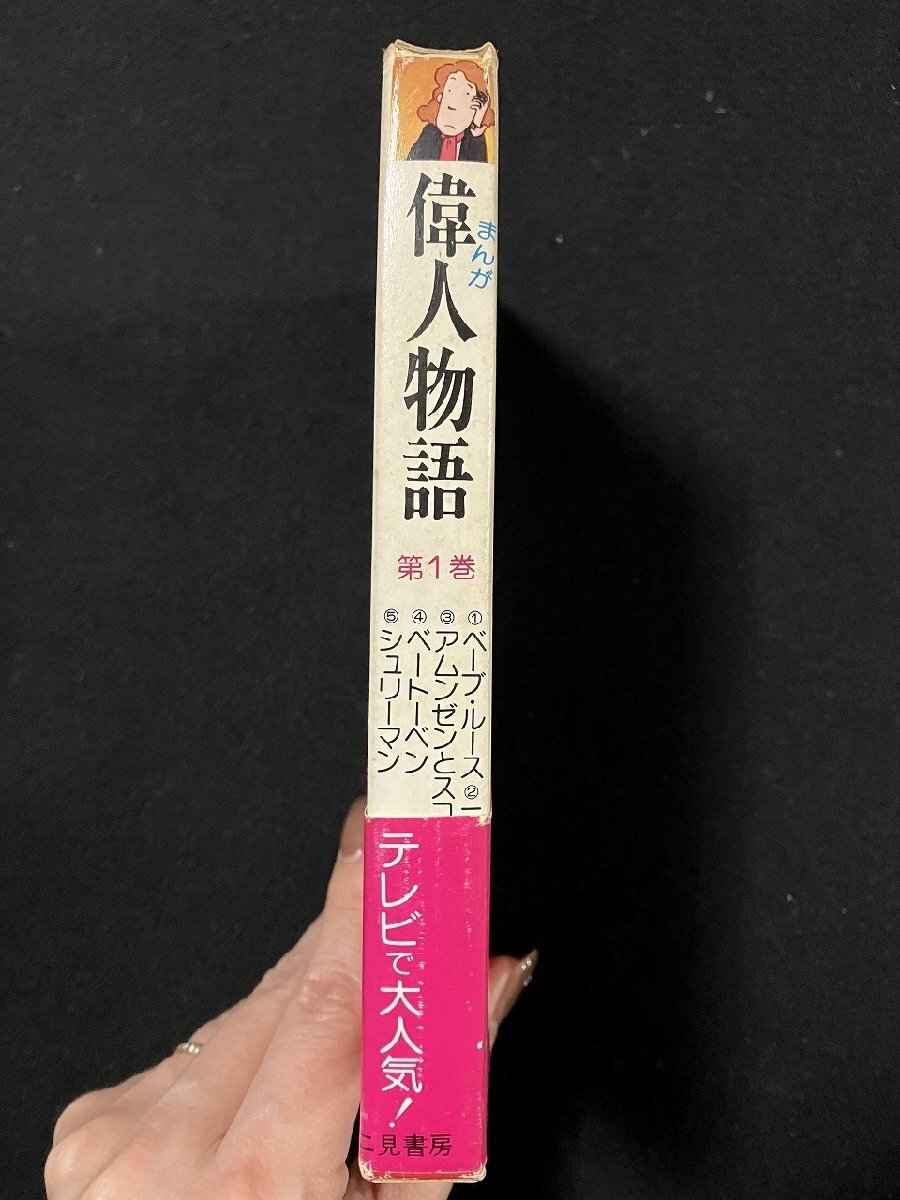 まんが
偉人物語
第1巻
①ベーブ・ルース ②
③アムンゼンとスコ
④ベートーベン
⑤シュリーマン
テレビで大人気!
二見書房